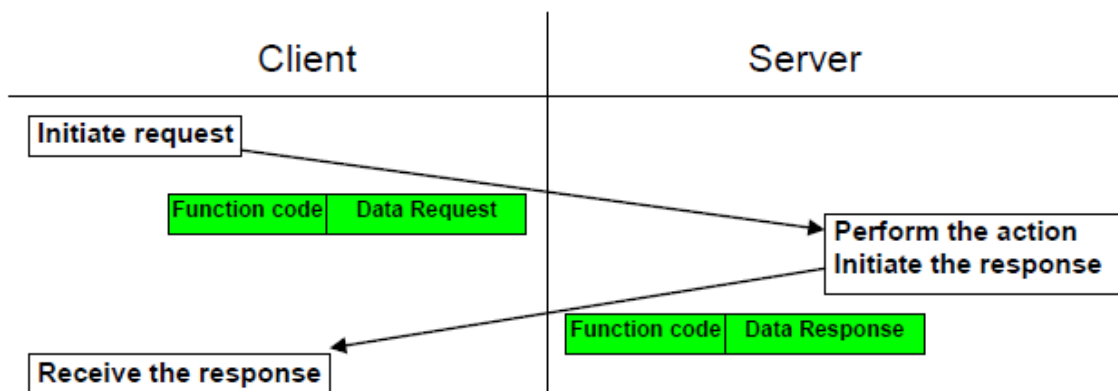 Client
Server
Initiate request
Function code
Data Request
Perform the action
Initiate the response
Function code
Data Response
Receive the response